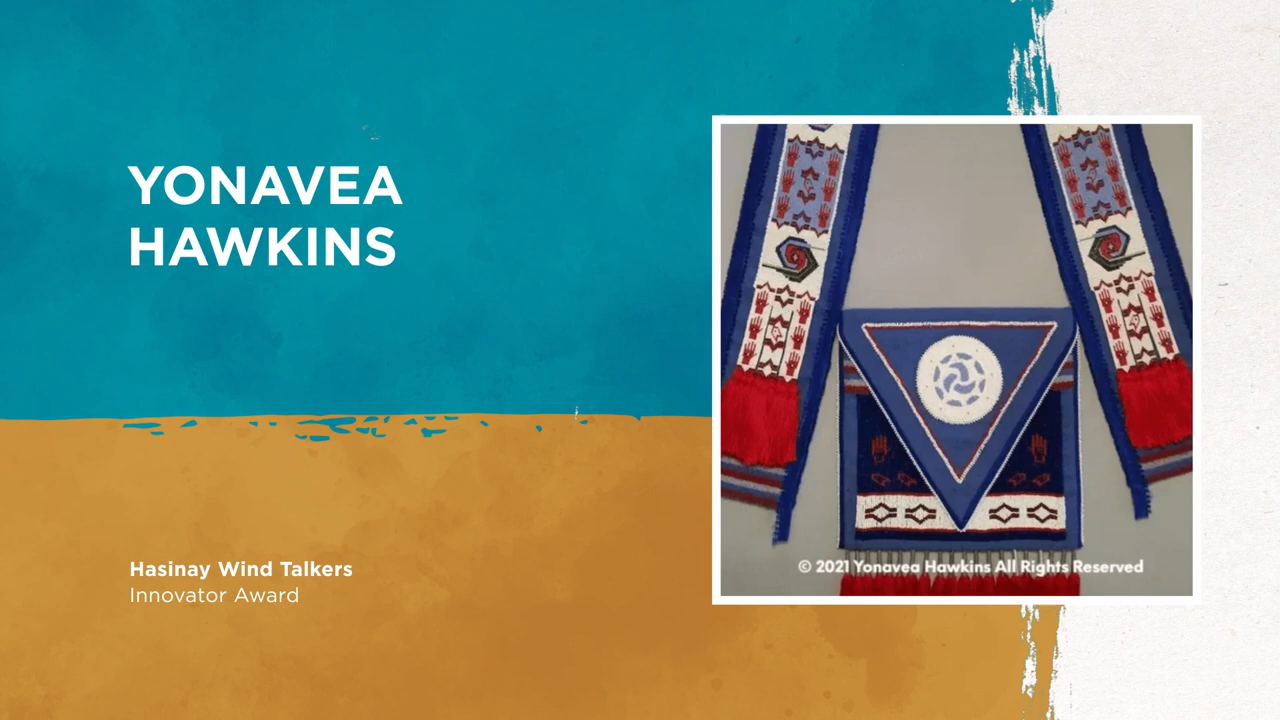 YONAVEA
HAWKINS
Hasinay Wind Talkers
Innovator Award
© 2021 Yonavea Hawkins All Rights Reserved